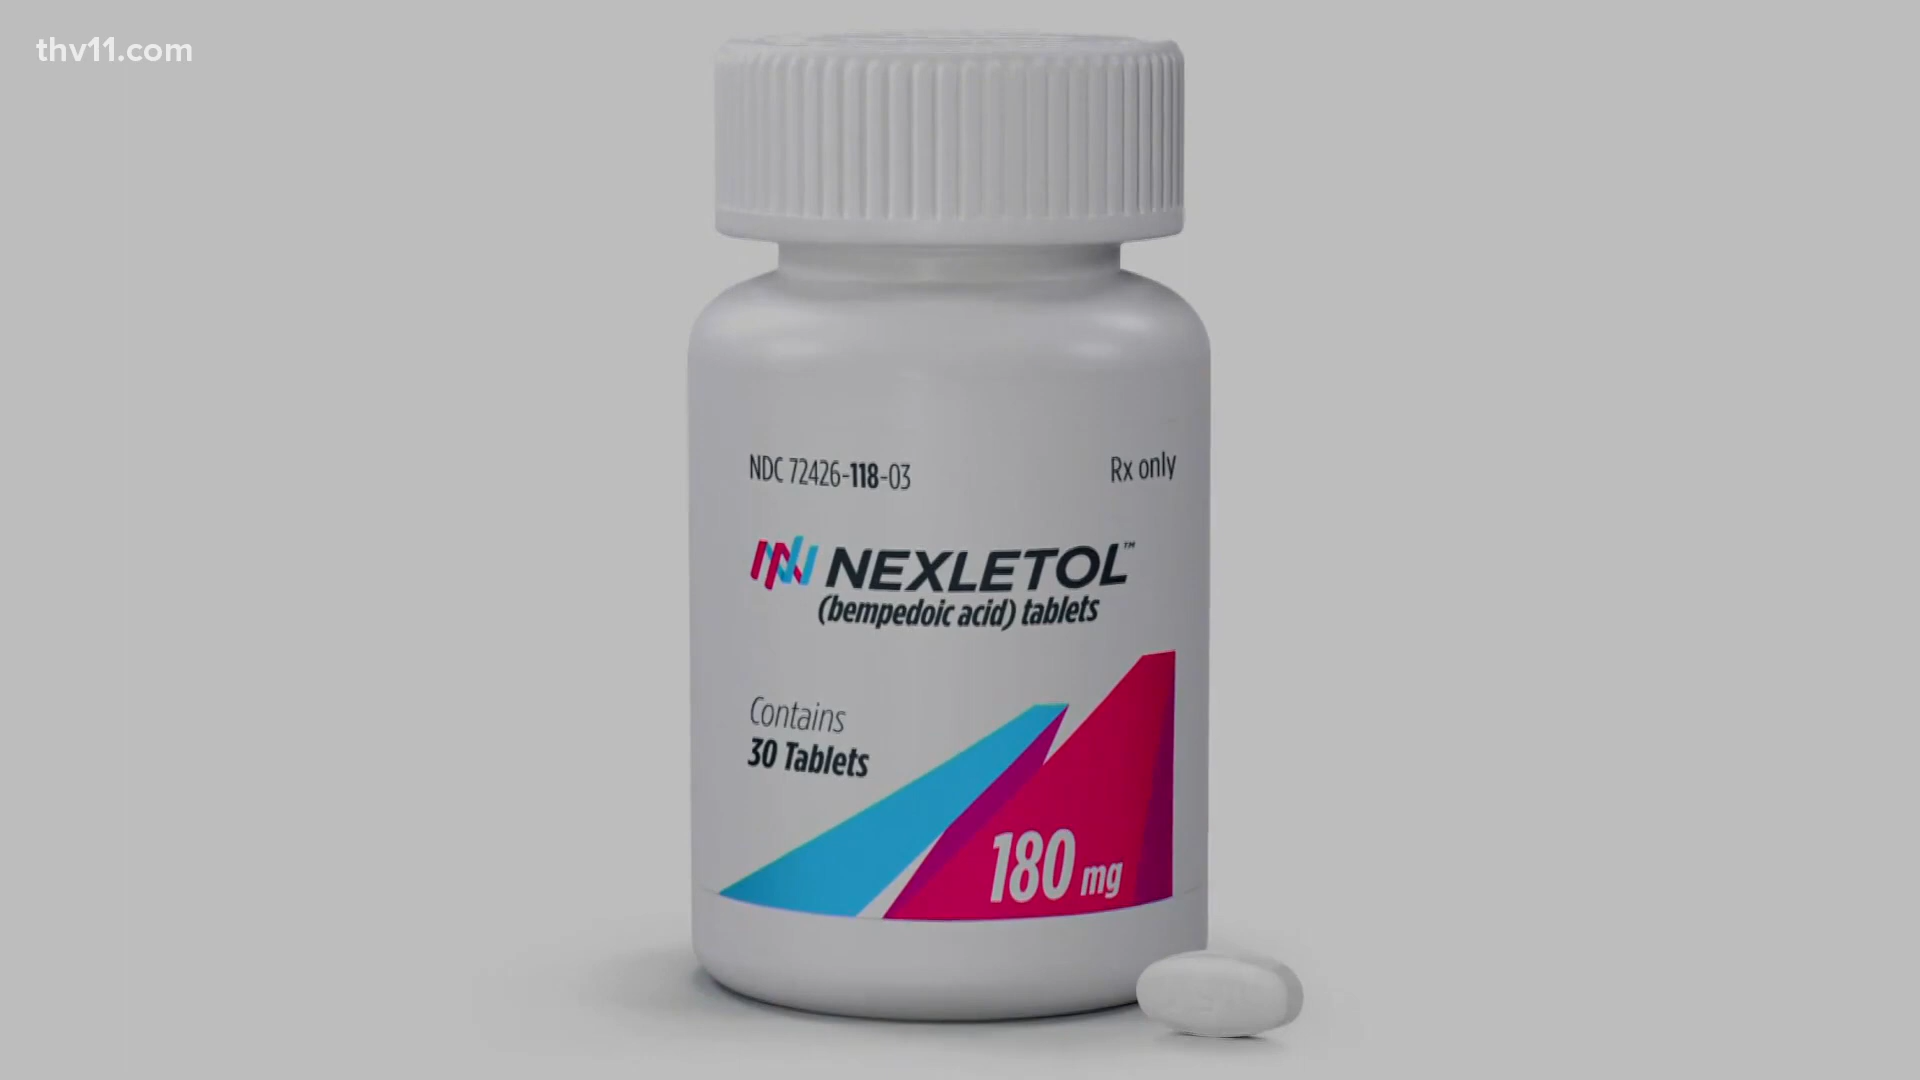 thv11.com
NDC 72426-118-03
Rx only
NEXLETOL™
(bempedoic acid) tablets
Contains
30 Tablets
180 mg